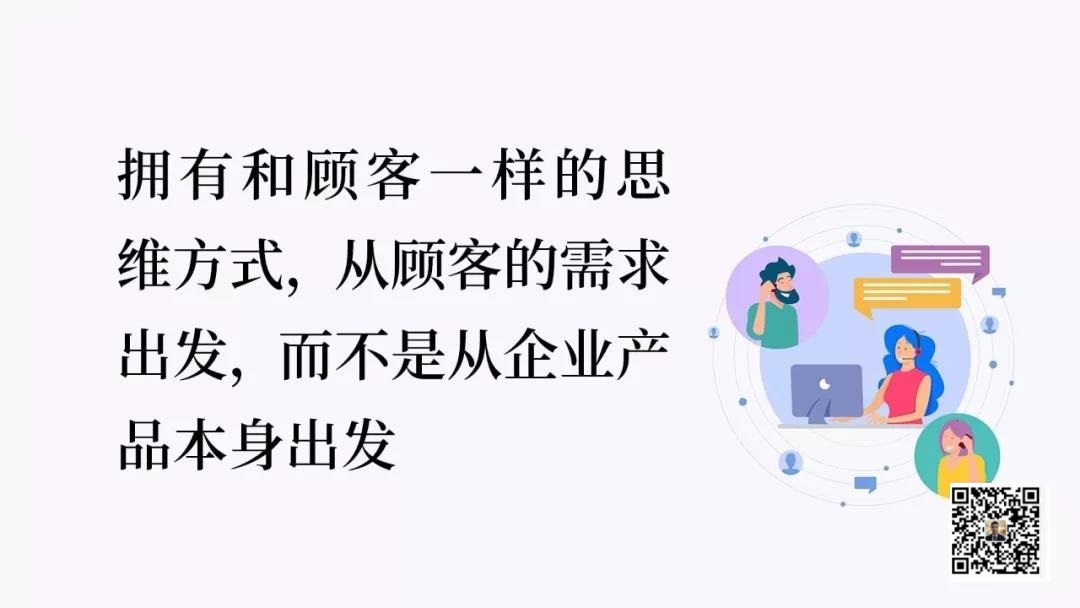 拥有和顾客一样的思
维方式，从顾客的需求
出发，而不是从企业产
品本身出发